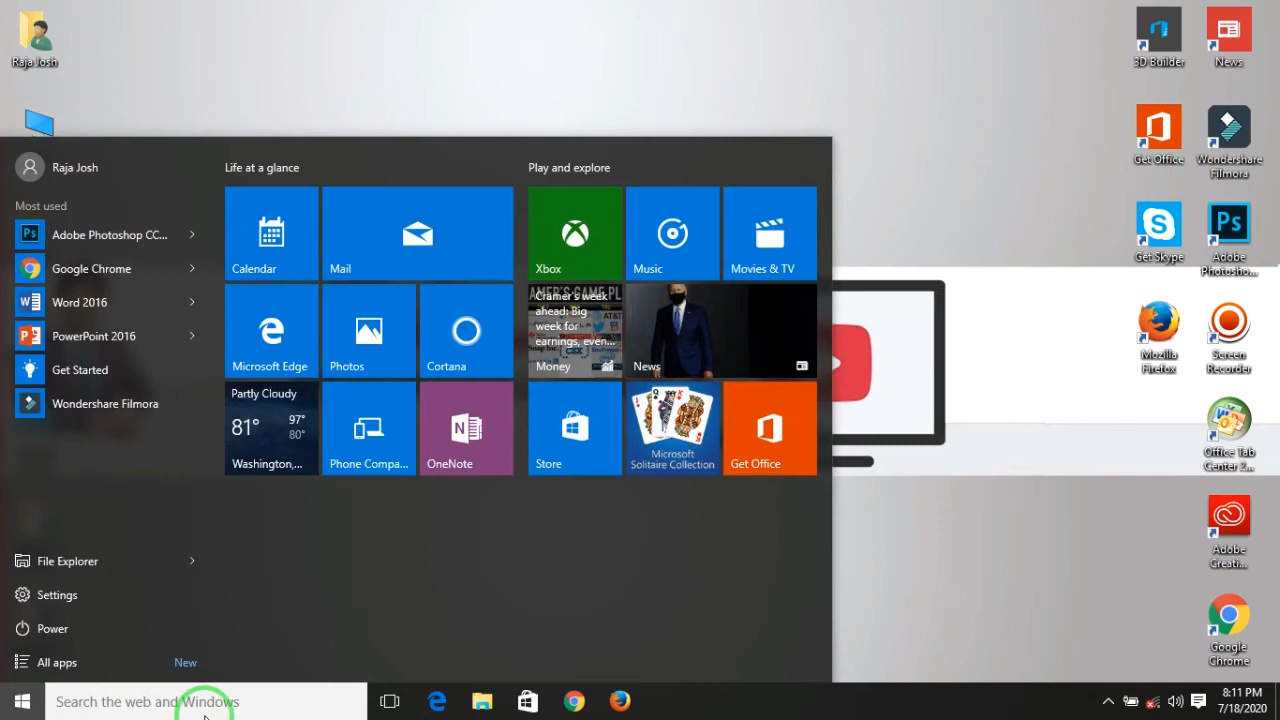 Raja Josh
3D Builder
News
Get Office
Wondershare
Filmora
Get Skype
Adobe
Photosho...
Mozilla
Firefox
Screen
Recorder
Office Tab
Center 2...
Adobe
Creati...
Google
Chrome
Raja Josh
Most used
Adobe Photoshop CC...
Google Chrome
Word 2016
PowerPoint 2016
Get Started
Wondershare Filmora
File Explorer
Settings
Power
All apps
New
Life at a glance
Calendar
Mail
Microsoft Edge
Photos
Cortana
Partly Cloudy
81° 97°
80°
Washington,...
Phone Compa...
OneNote
Play and explore
Xbox
Music
Movies & TV
Cramer's week
ahead: Big
week for
earnings, even...
Money
News
Store
Microsoft
Solitaire Collection
Get Office
Search the web and Windows
8:11 PM
7/18/2020